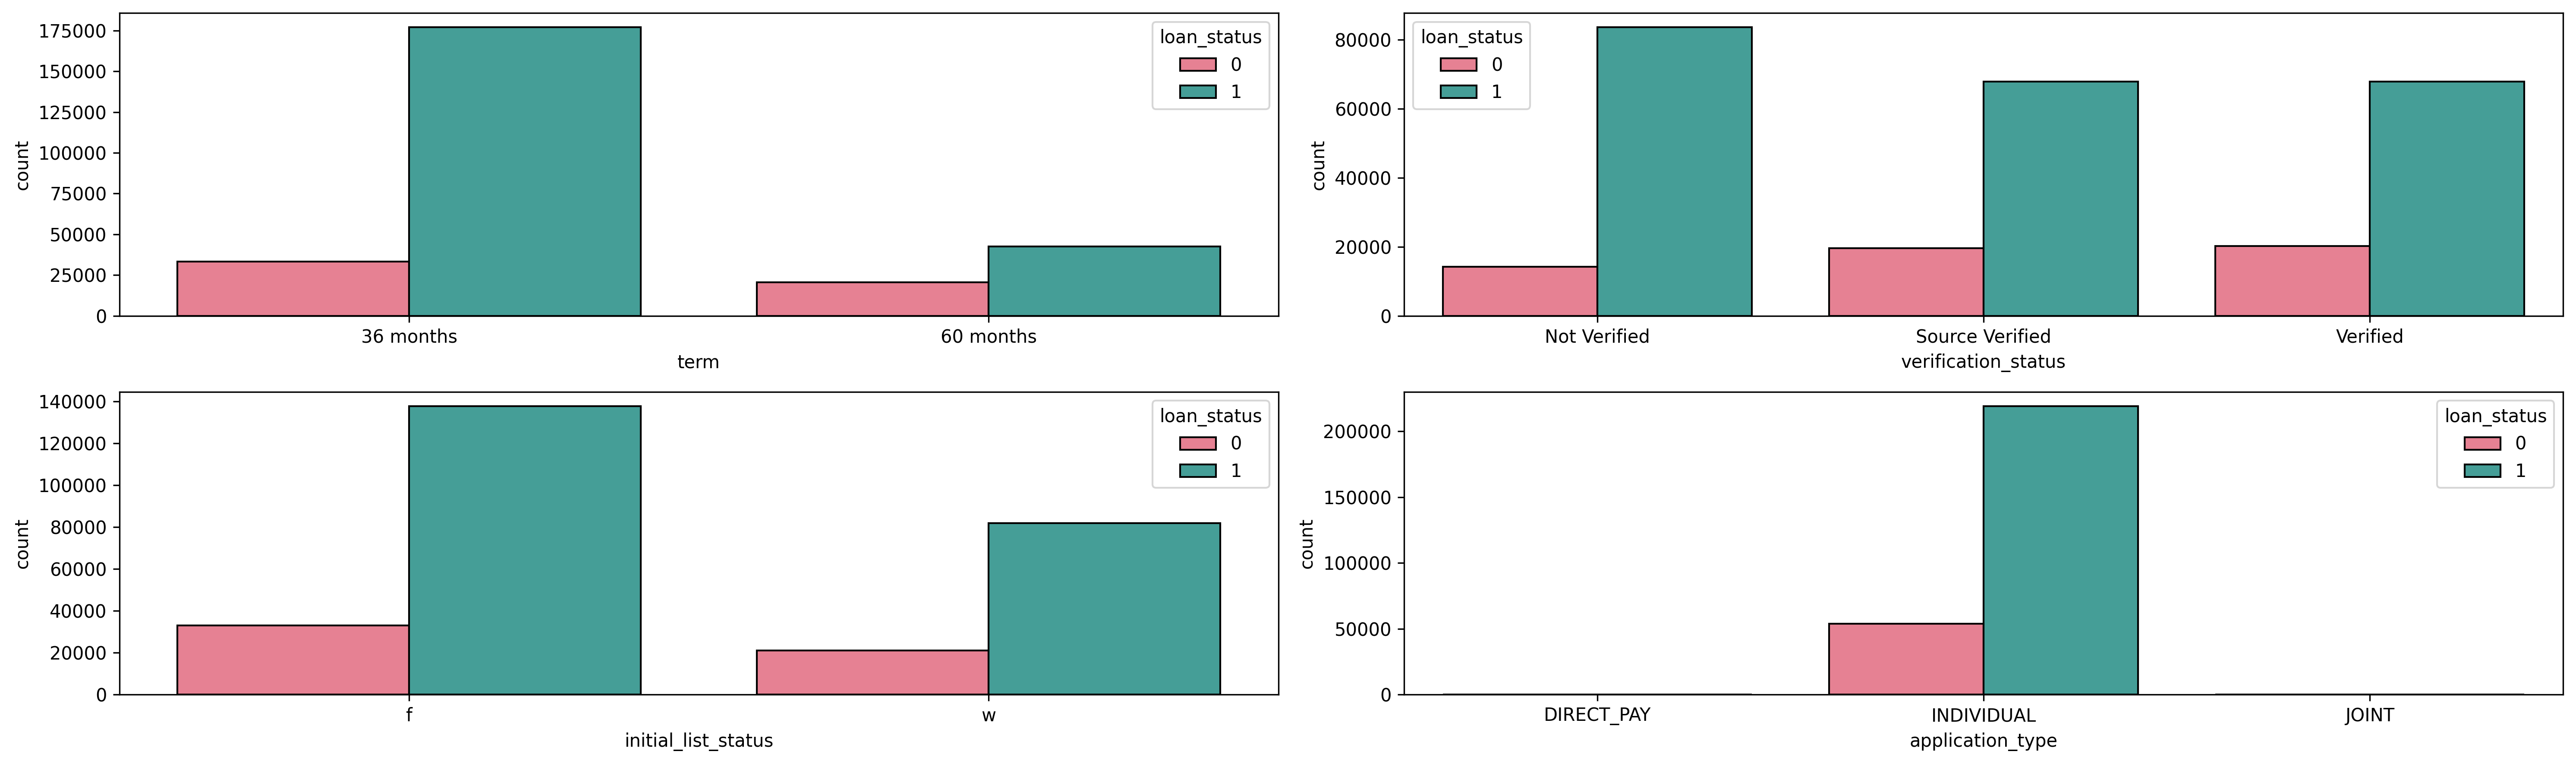 175000
150000
125000
100000
75000
50000
25000
0
count
36 months
60 months
term
loan_status
0
1
80000
60000
40000
20000
0
count
Not Verified
Source Verified
Verified
verification_status
loan_status
0
1
140000
120000
100000
80000
60000
40000
20000
0
count
f
w
initial_list_status
loan_status
0
1
200000
150000
100000
50000
0
count
DIRECT_PAY
INDIVIDUAL
JOINT
application_type
loan_status
0
1